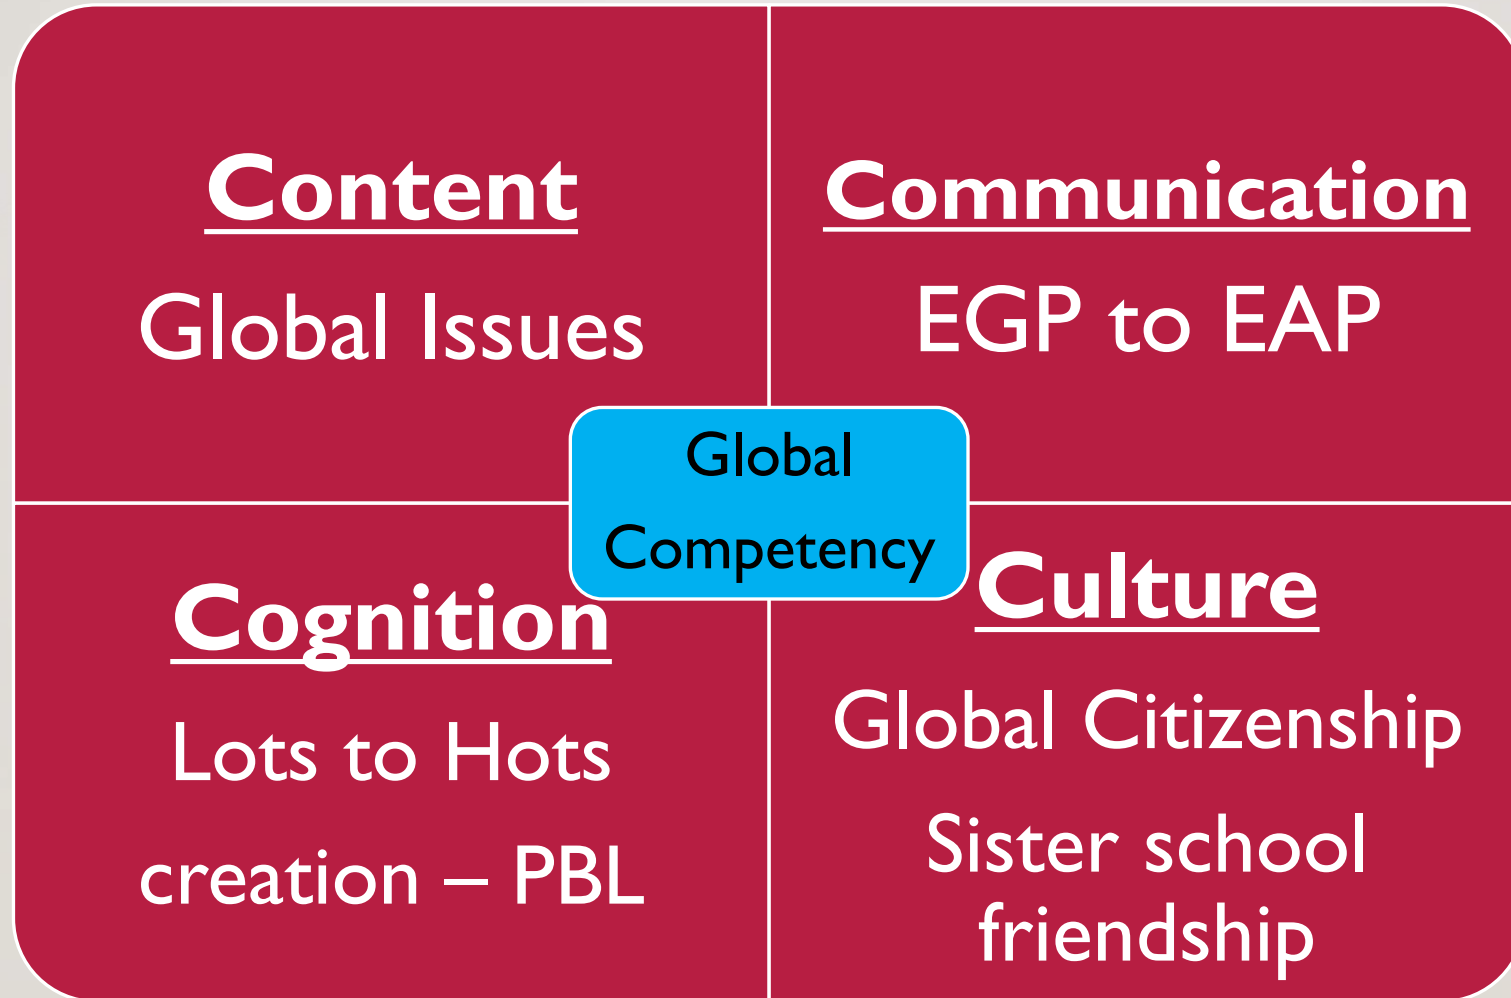 Content
Global Issues
Communication
EGP to EAP
Global
Competency
Cognition
Lots to Hots
creation – PBL
Culture
Global Citizenship
Sister school
friendship